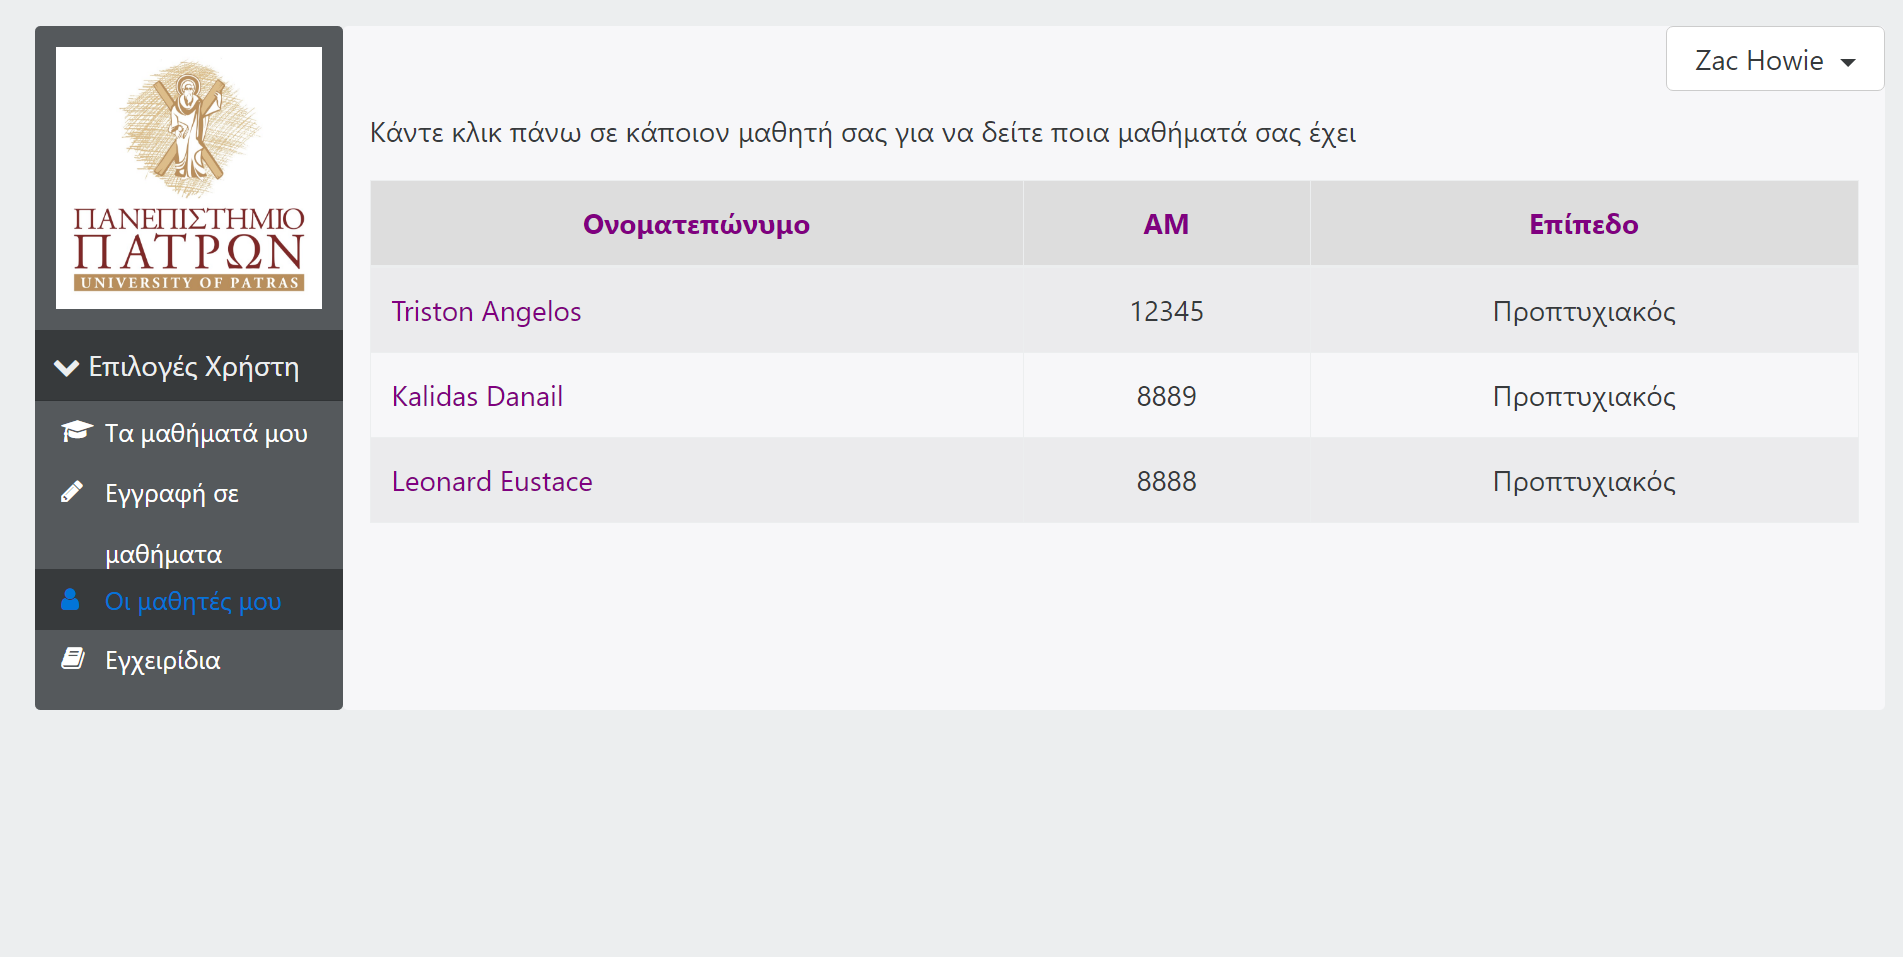 ΠΑΝΕΠΙΣΤΗΜΙΟ
ΠΑΤΡΩΝ
UNIVERSITY OF PATRAS
Επιλογές Χρήστη
Τα μαθήματά μου
Εγγραφή σε
μαθήματα
Οι μαθητές μου
Εγχειρίδια
Zac Howie
Κάντε κλικ πάνω σε κάποιον μαθητή σας για να δείτε ποια μαθήματά σας έχει
Ονοματεπώνυμο ΑΜ Επίπεδο
Triston Angelos 12345 Προπτυχιακός
Kalidas Danail 8889 Προπτυχιακός
Leonard Eustace 8888 Προπτυχιακός